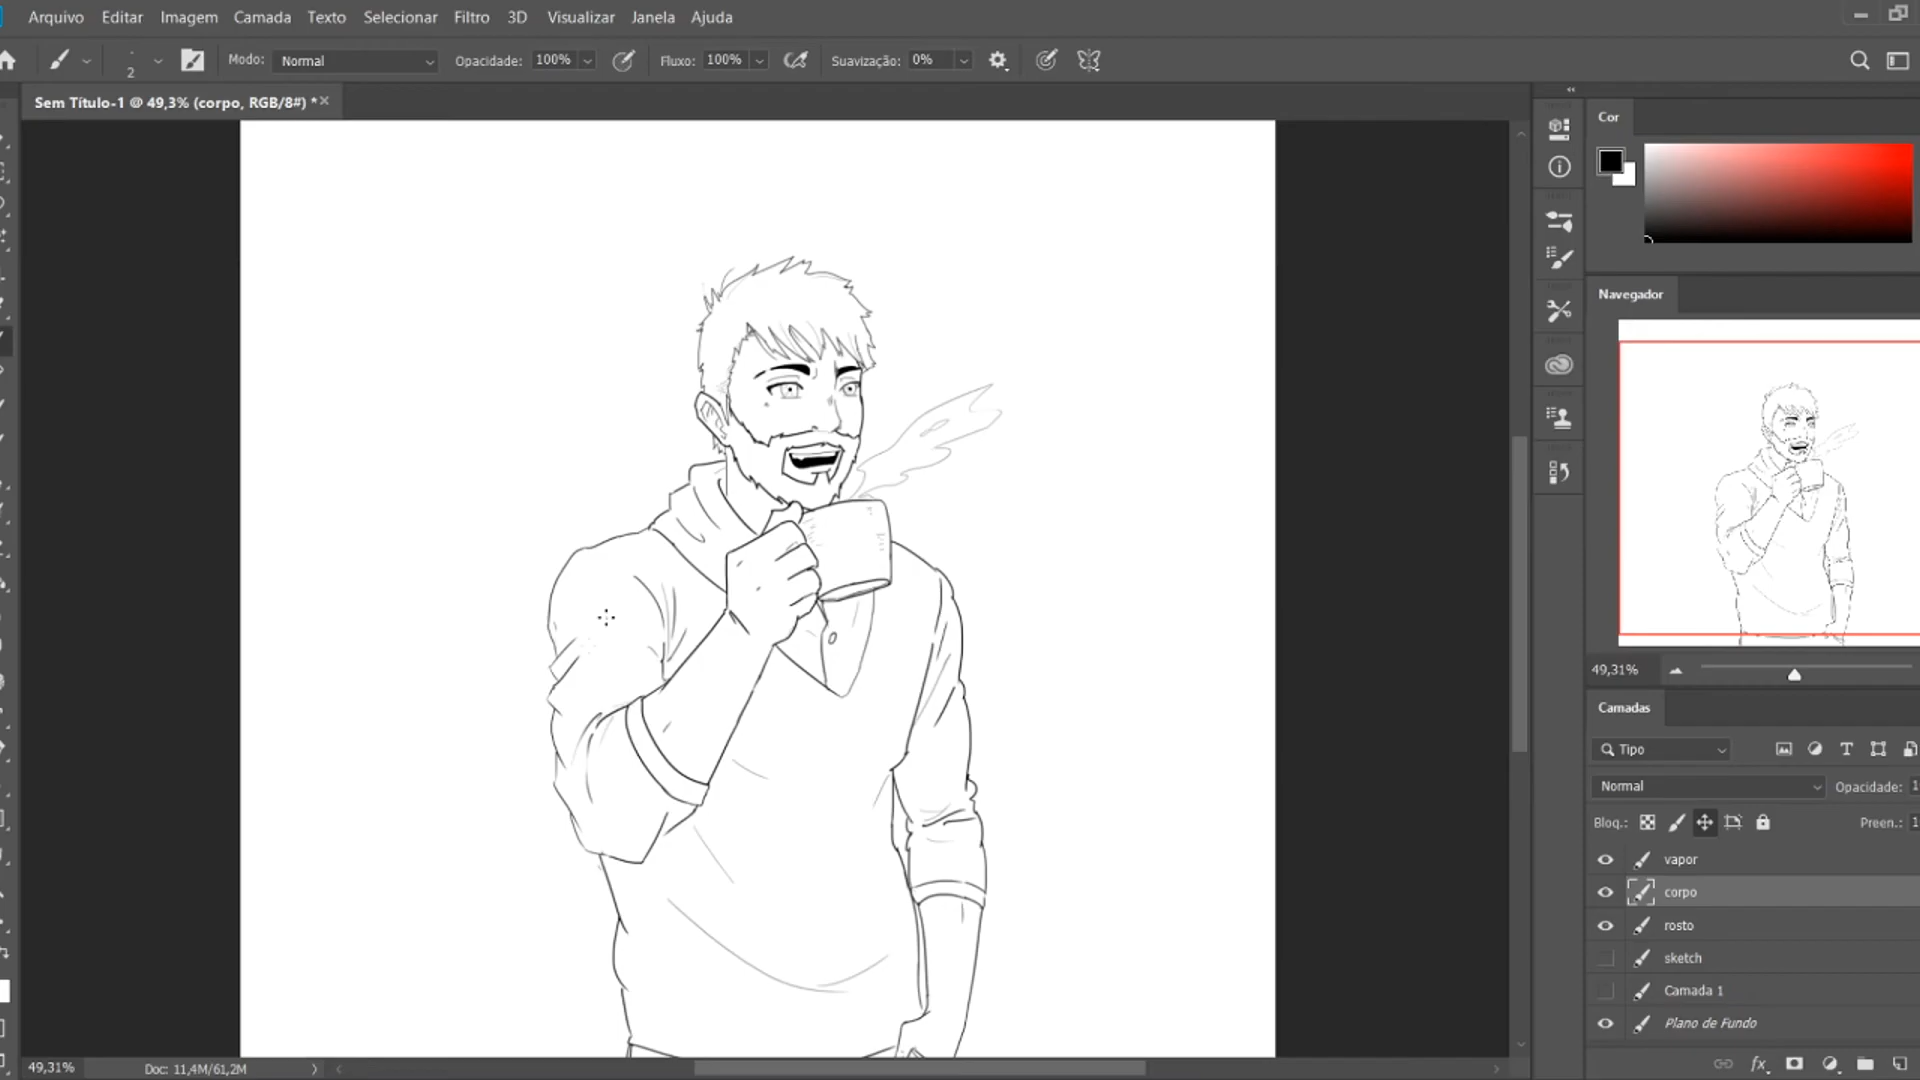 Arquivo Editar Imagem Camada Texto Selecionar Filtro 3D Visualizar Janela Ajuda
2 Modo: Normal Opacidade: 100% Fluxo: 100% Suavização: 0%
Sem Título-1 @ 49,3% (corpo, RGB/8#) *
Cor
Navegador
49,31%
Camadas
Tipo
Normal Opacidade:
Bloq.: Preen.:
vapor
corpo
rosto
sketch
Camada 1
Plano de Fundo
fx
49,31% Doc: 11,4M/61,2M